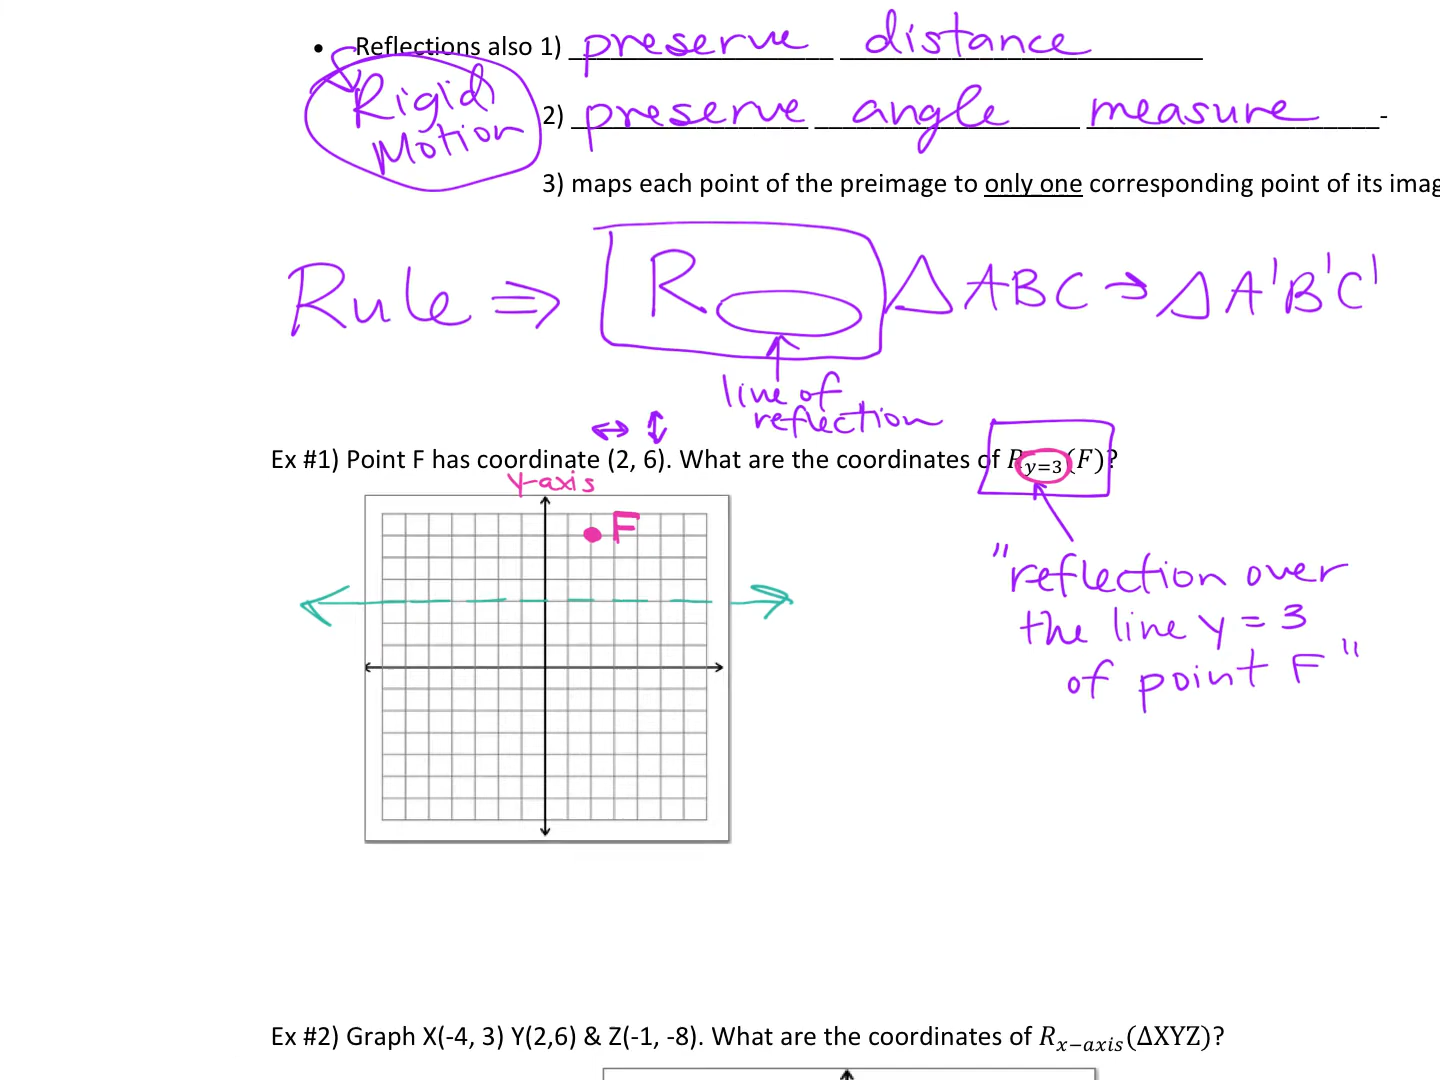 • Reflections also 1) preserve distance
Rigid Motion
2) preserve angle measure
3) maps each point of the preimage to only one corresponding point of its imag
Rule ⇒ R △ABC → △A'B'C'
line of
reflection
Ex #1) Point F has coordinate (2, 6). What are the coordinates of R_{y=3}(F)?
y-axis
F
"reflection over
the line y = 3
of point F"
Ex #2) Graph X(-4, 3) Y(2,6) & Z(-1, -8). What are the coordinates of R_{x-axis}(ΔXYZ)?